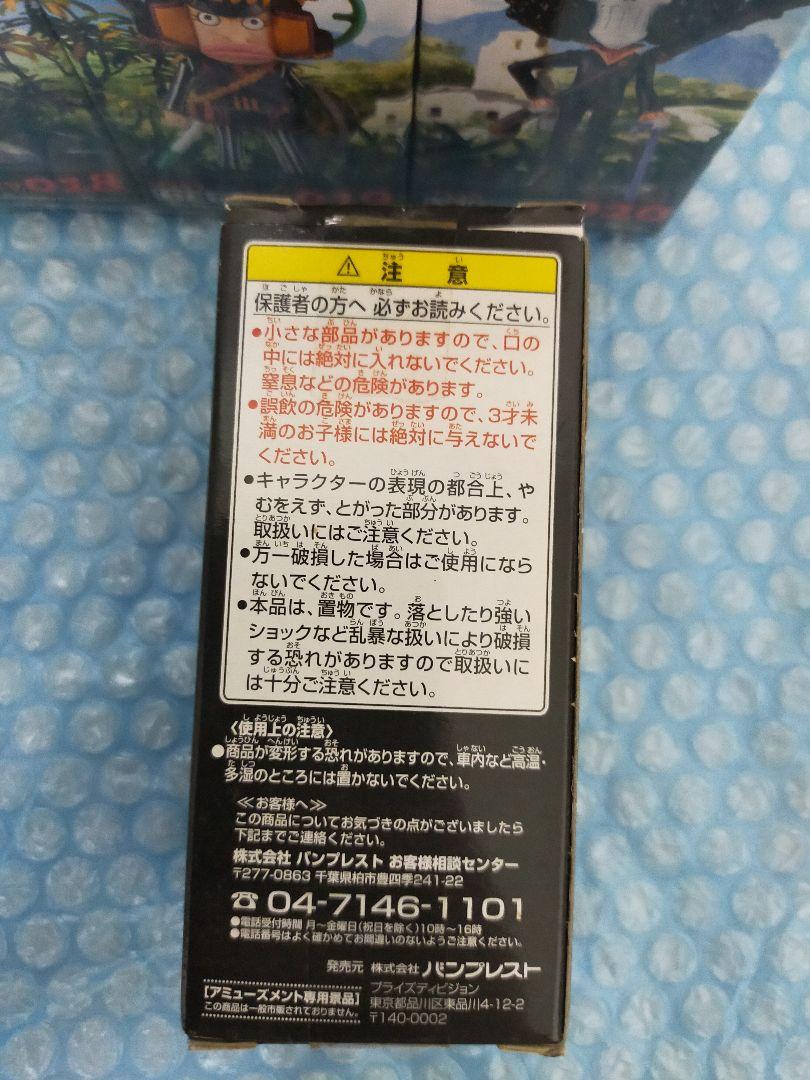 ⚠ 注意
保護者の方へ 必ずお読みください。
●小さな部品がありますので、口の
中には絶対に入れないでください。
窒息などの危険があります。
●誤飲の危険がありますので、3才未
満のお子様には絶対に与えないで
ください。
●キャラクターの表現の都合上、や
むをえず、とがった部分があります。
取扱いにはご注意ください。
●万一破損した場合はご使用になら
ないでください。
●本品は、置物です。落としたり強い
ショックなど乱暴な扱いにより破損
する恐れがありますので取扱いに
は十分ご注意ください。
〈使用上の注意〉
●商品が変形する恐れがありますので、車内など高温・
多湿のところには置かないでください。
≪お客様へ≫
この商品についてお気づきの点がございましたら
下記までご連絡ください。
株式会社 バンプレスト お客様相談センター
〒277-0863 千葉県柏市豊四季241-22
☎ 04-7146-1101
●電話受付時間 月〜金曜日(祝日を除く)10時〜16時
●電話番号はよく確かめてお間違いのないようご注意ください。
発売元 株式会社 バンプレスト
プライズディビジョン
東京都品川区東品川4-12-2
〒140-0002
[アミューズメント専用景品]
この商品は一般市販されておりません。